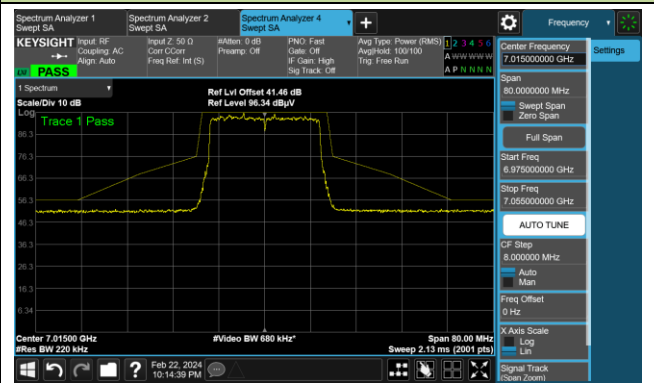 Spectrum Analyzer 1
Swept SA
Spectrum Analyzer 2
Swept SA
Spectrum Analyzer 4
Swept SA
Frequency
KEYSIGHT
Input: RF
Coupling: AC
Align: Auto
Input Z: 50 Ω
Corr CCorr
Freq Ref: Int (S)
#Atten: 0 dB
Preamp: Off
PNO: Fast
Gate: Off
IF Gain: High
Sig Track: Off
Avg Type: Power (RMS)
Avg|Hold: 100/100
Trig: Free Run
1 2 3 4 5 6
A W W W W W
A P N N N N
PASS
1 Spectrum
Scale/Div 10 dB
Ref Lvl Offset 41.46 dB
Ref Level 96.34 dBµV
Log
Trace 1 Pass
86.3
76.3
66.3
56.3
46.3
36.3
26.3
16.3
6.34
Center 7.01500 GHz
#Res BW 220 kHz
#Video BW 680 kHz*
Span 80.00 MHz
Sweep 2.13 ms (2001 pts)
Center Frequency
7.015000000 GHz
Settings
Span
80.0000000 MHz
Swept Span
Zero Span
Full Span
Start Freq
6.975000000 GHz
Stop Freq
7.055000000 GHz
AUTO TUNE
CF Step
8.000000 MHz
Auto
Man
Freq Offset
0 Hz
X Axis Scale
Log
Lin
Signal Track
(Span Zoom)
Feb 22, 2024
10:14:39 PM